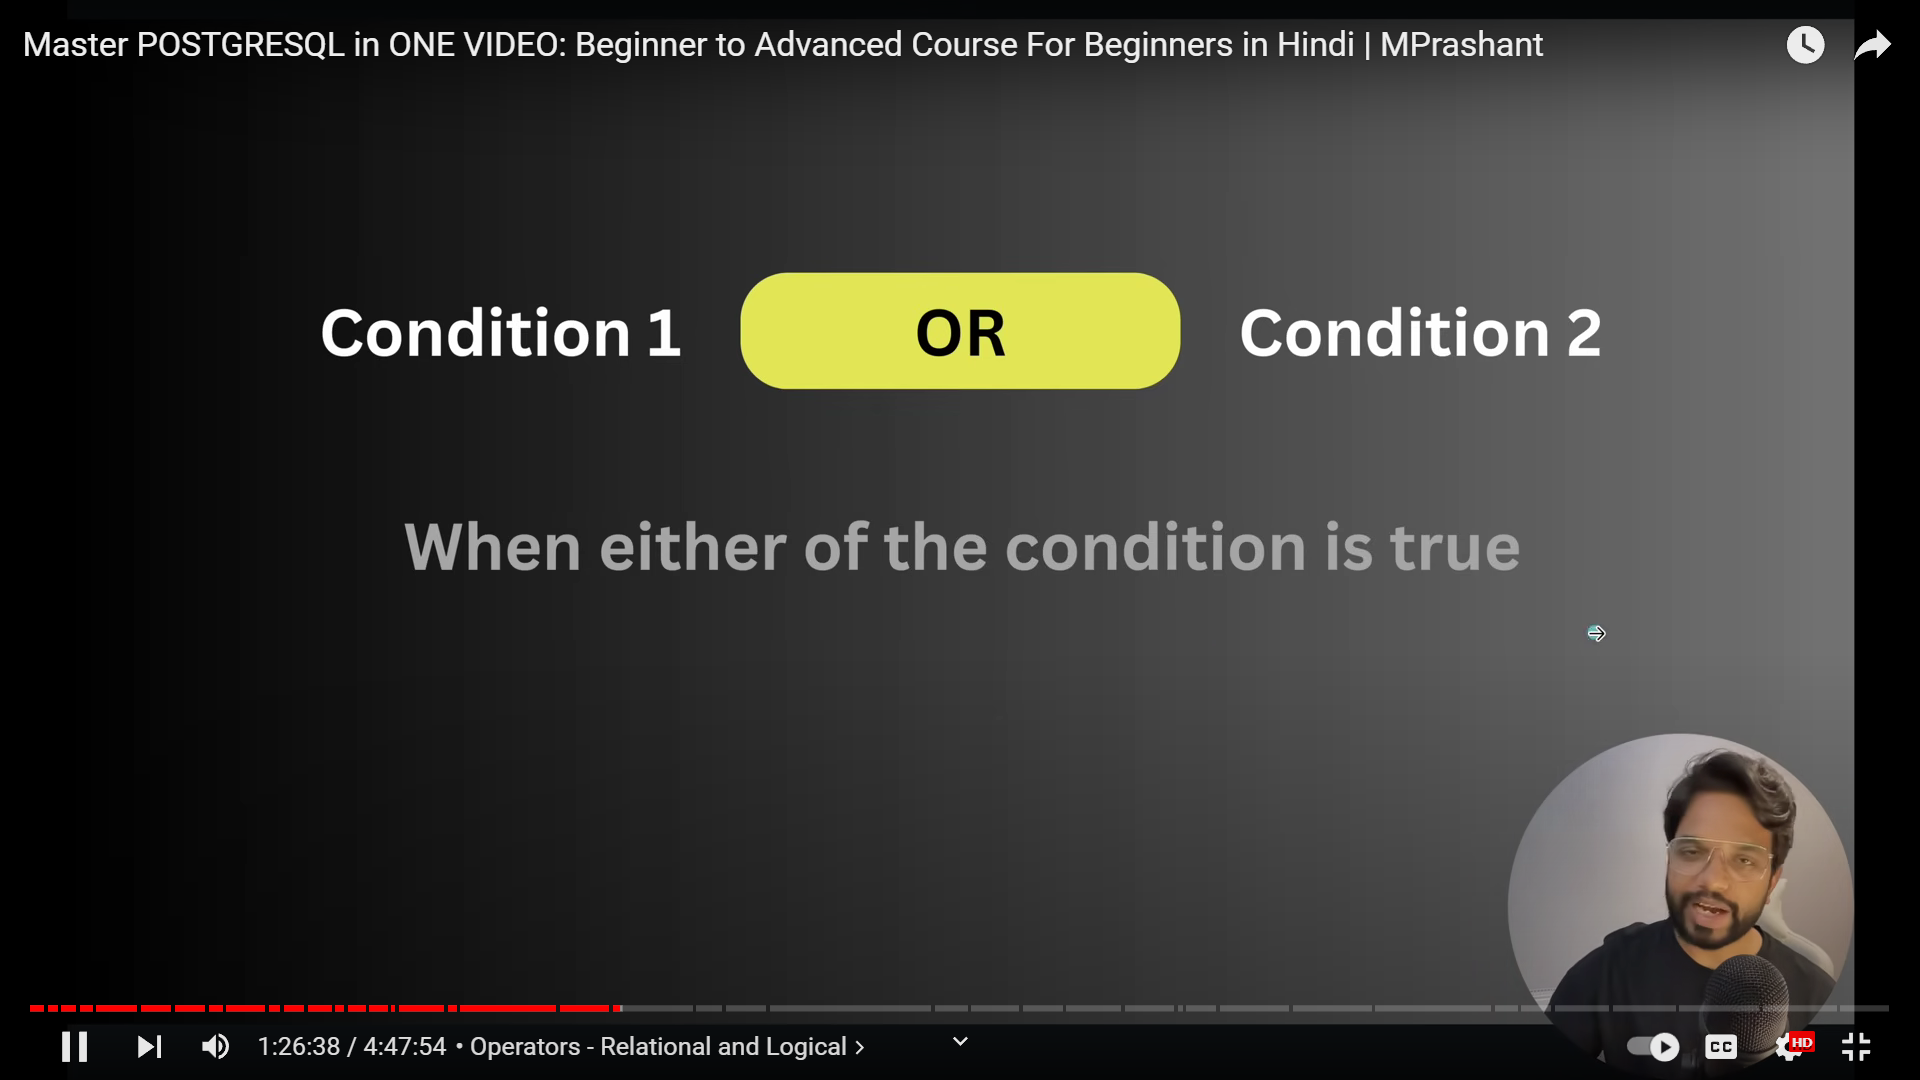 Master POSTGRESQL in ONE VIDEO: Beginner to Advanced Course For Beginners in Hindi | MPrashant
Condition 1 OR Condition 2
When either of the condition is true
1:26:38 / 4:47:54 • Operators - Relational and Logical
CC HD